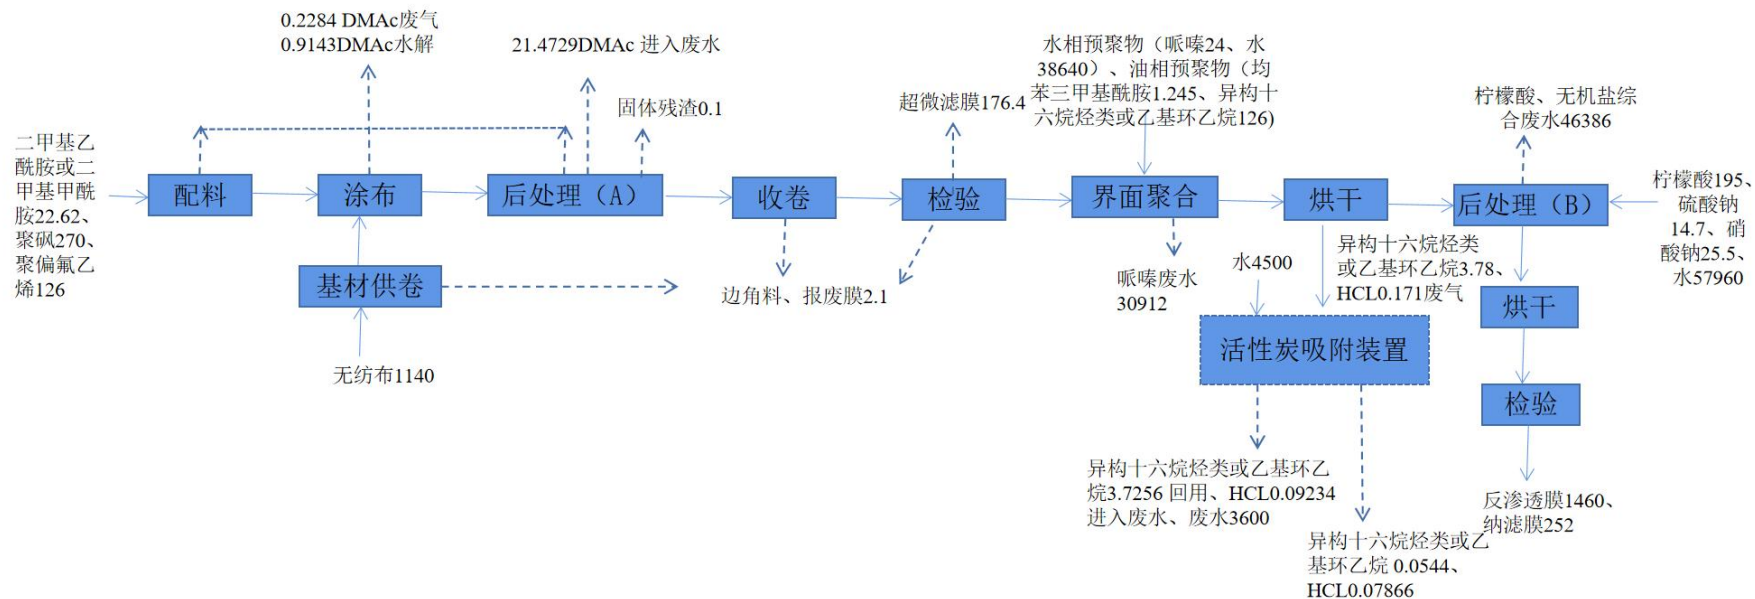 0.2284 DMAc废气
0.9143DMAc水解
21.4729DMAc 进入废水
固体残渣0.1
超微滤膜176.4
水相预聚物（哌嗪24、水
38640）、油相预聚物（均
苯三甲基酰胺1.245、异构十
六烷烃类或乙基环乙烷126)
柠檬酸、无机盐综
合废水46386
二甲基乙
酰胺或二
甲基甲酰
胺22.62、
聚砜270、
聚偏氟乙
烯126
配料
涂布
后处理（A）
收卷
检验
界面聚合
烘干
后处理（B）
柠檬酸195、
硫酸钠
14.7、硝
酸钠25.5、
水57960
基材供卷
无纺布1140
边角料、报废膜2.1
哌嗪废水
30912
水4500
异构十六烷烃类
或乙基环乙烷3.78、
HCL0.171废气
活性炭吸附装置
烘干
检验
异构十六烷烃类或乙基环乙
烷3.7256 回用、HCL0.09234
进入废水、废水3600
异构十六烷烃类或乙
基环乙烷 0.0544、
HCL0.07866
反渗透膜1460、
纳滤膜252